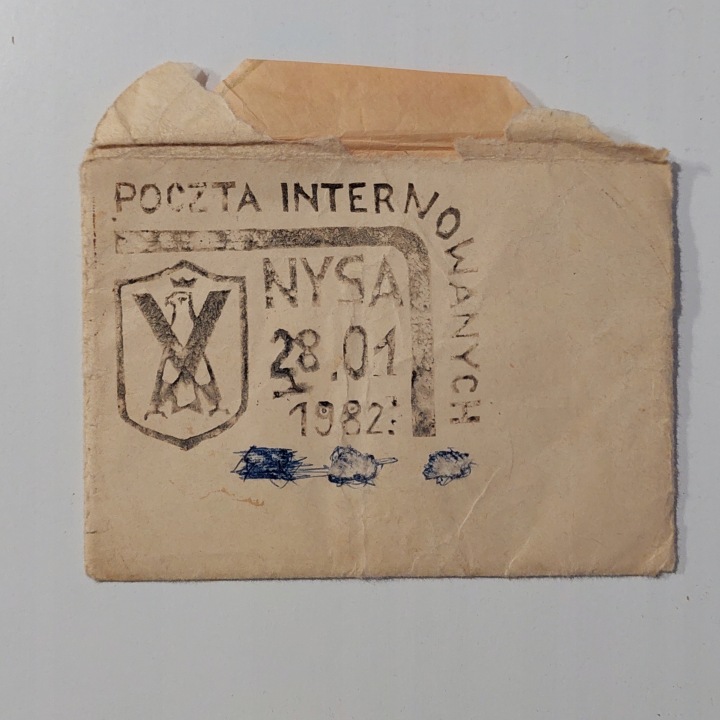 POCZTA INTERNOWANYCH
NYSA
28.01
1982